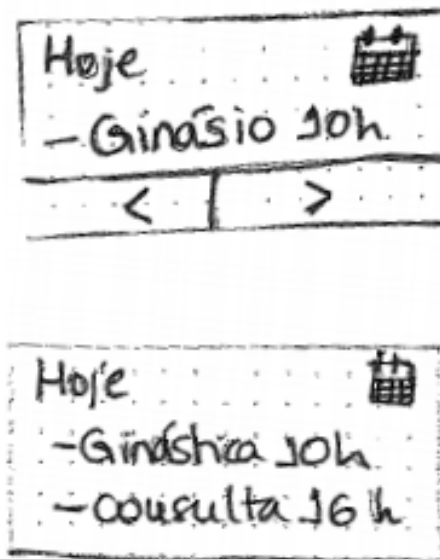 Hoje
- Ginásio 10h
< >
Hoje
- Ginástica 10h
- Consulta 16h